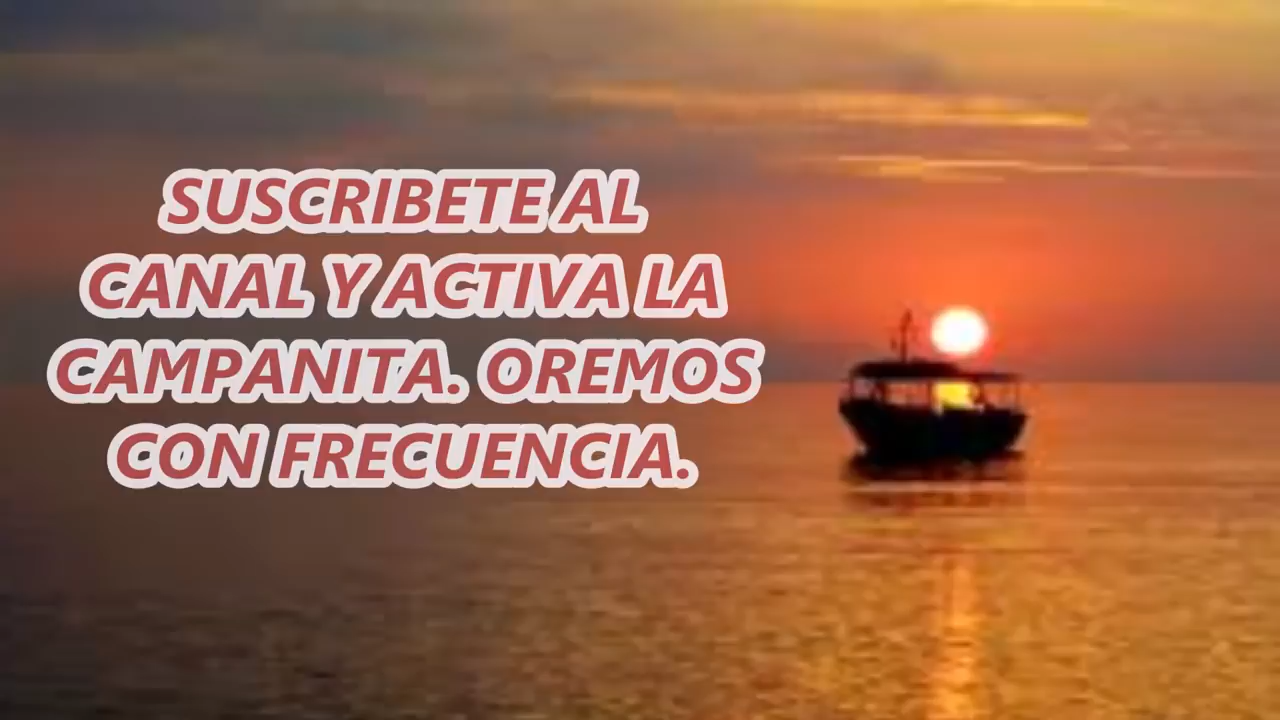 SUSCRIBETE AL
CANAL Y ACTIVA LA
CAMPANITA. OREMOS
CON FRECUENCIA.